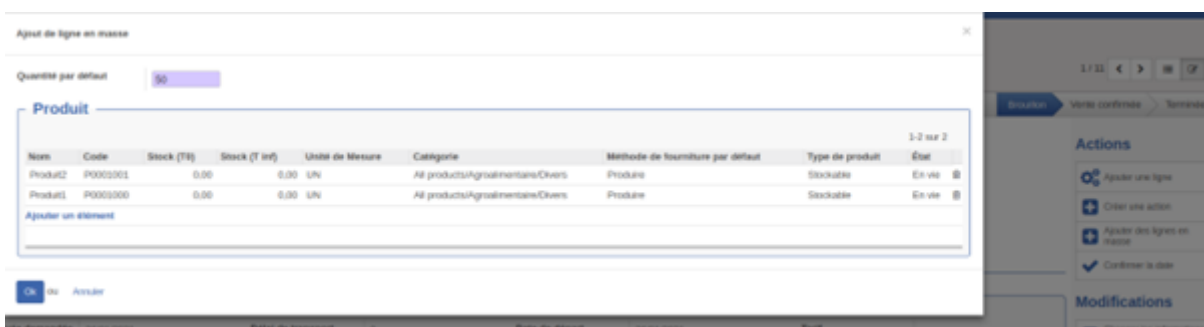 Ajout de ligne en masse ×
Quantité par défaut 50
1 / 11
Brouillon Vente confirmée Terminée
Produit
1-2 sur 2
Nom Code Stock (T0) Stock (T inf) Unité de Mesure Catégorie Méthode de fourniture par défaut Type de produit État
Produit2 P0001001 0,00 0,00 UN All products/Agroalimentaire/Divers Produire Stockable En vie
Produit1 P0001000 0,00 0,00 UN All products/Agroalimentaire/Divers Produire Stockable En vie
Ajouter un élément
Ok ou Annuler
Actions
Ajouter une ligne
Créer une action
Ajouter des lignes en
masse
Confirmer la date
Modifications